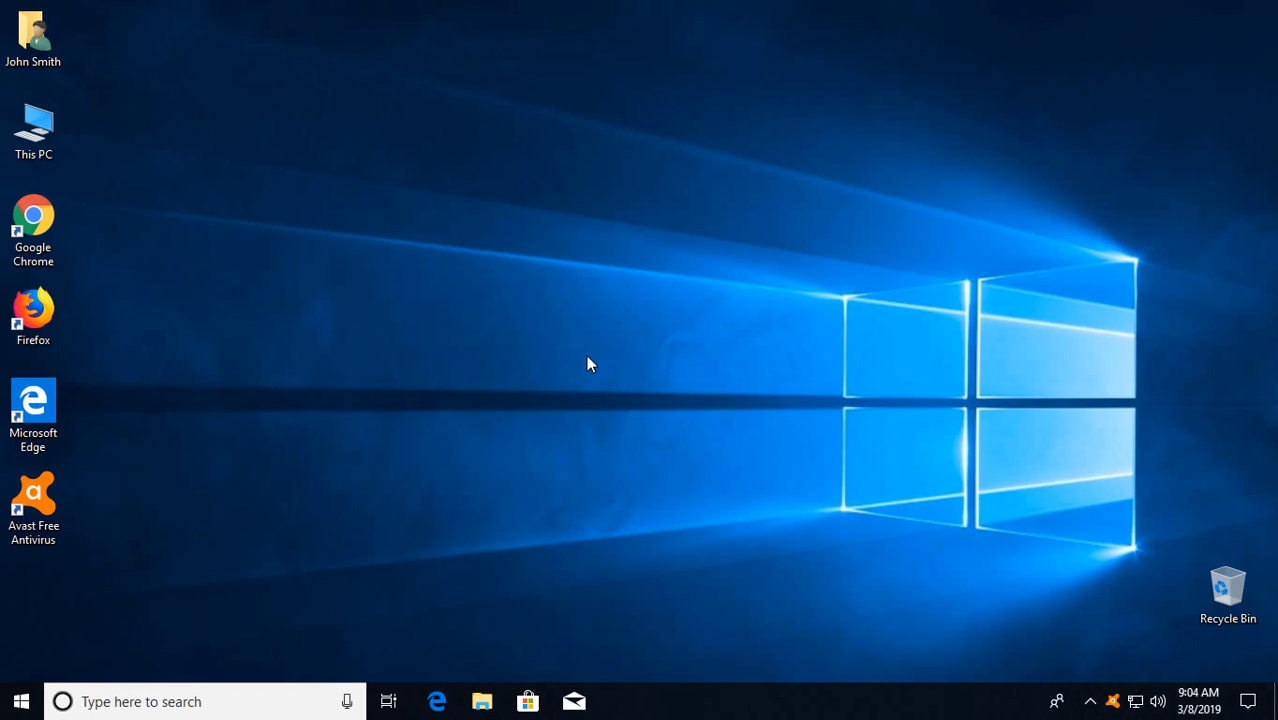 John Smith
This PC
Google
Chrome
Firefox
Microsoft
Edge
Avast Free
Antivirus
Recycle Bin
Type here to search
9:04 AM
3/8/2019